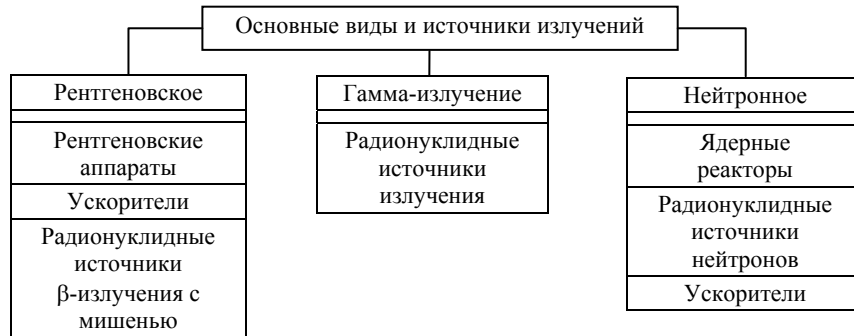 Основные виды и источники излучений
Рентгеновское
Рентгеновские
аппараты
Ускорители
Радионуклидные
источники
β-излучения с
мишенью
Гамма-излучение
Радионуклидные
источники
излучения
Нейтронное
Ядерные
реакторы
Радионуклидные
источники
нейтронов
Ускорители